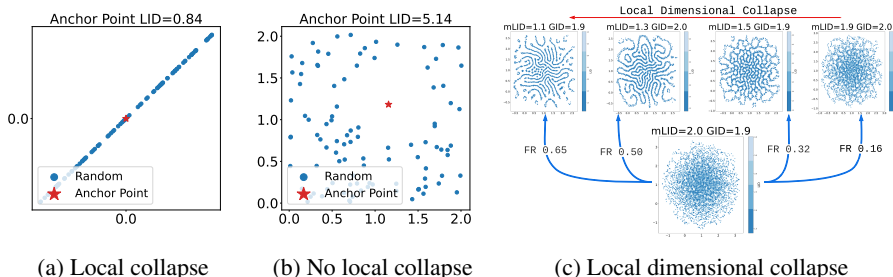 Anchor Point LID=0.84
0.0
Random
Anchor Point
0.0
(a) Local collapse
Anchor Point LID=5.14
2.0
1.5
1.0
0.5
0.0
Random
Anchor Point
0.0 0.5 1.0 1.5 2.0
(b) No local collapse
Local Dimensional Collapse
mLID=1.1 GID=1.9 mLID=1.3 GID=2.0 mLID=1.5 GID=1.9 mLID=1.9 GID=2.0
mLID=2.0 GID=1.9
FR 0.65 FR 0.50 FR 0.32 FR 0.16
(c) Local dimensional collapse